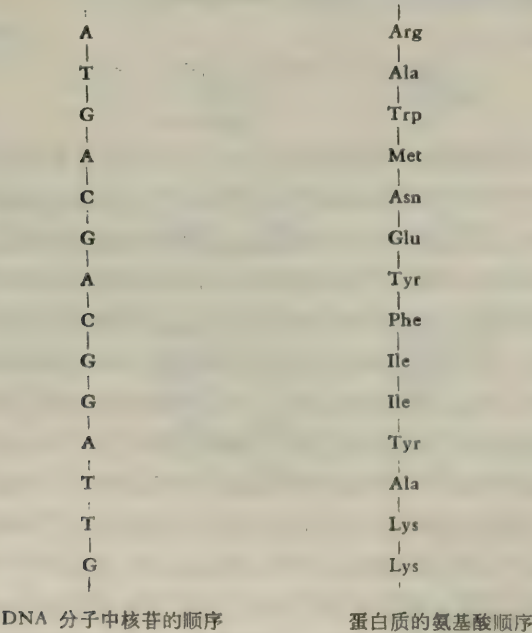 A Arg
T Ala
G Trp
A Met
C Asn
G Glu
A Tyr
C Phe
G Ile
G Ile
A Tyr
T Ala
T Lys
G Lys
DNA 分子中核苷的顺序 蛋白质的氨基酸顺序